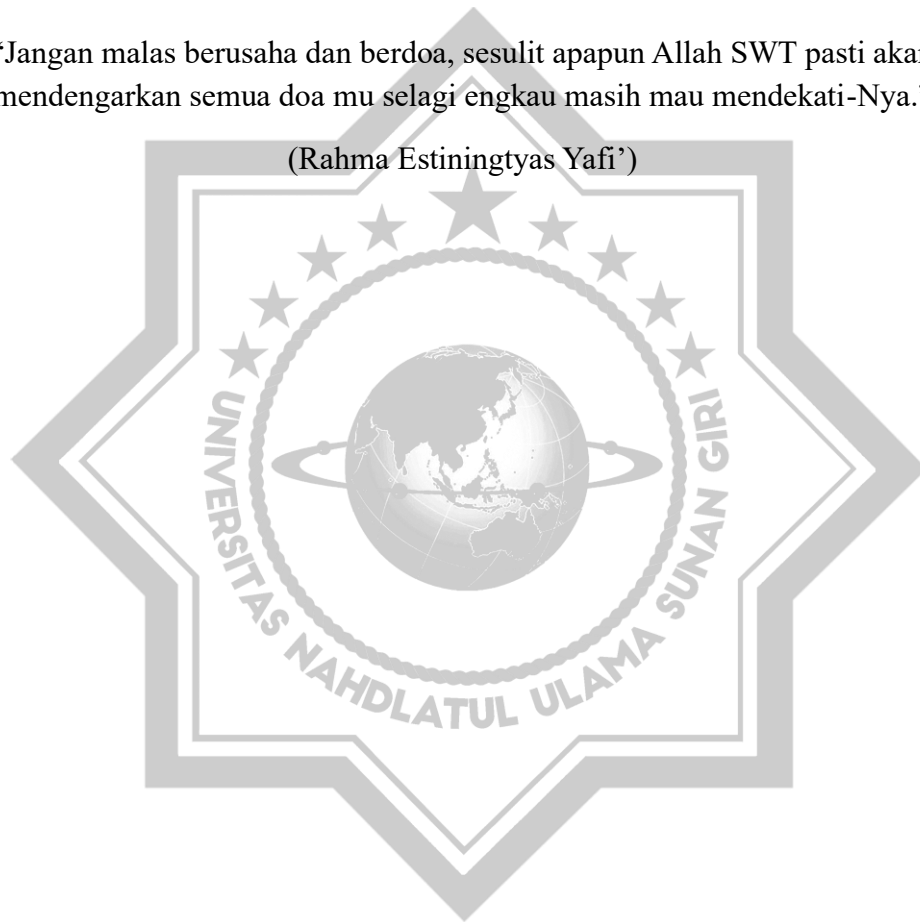 “Jangan malas berusaha dan berdoa, sesulit apapun Allah SWT pasti akan
mendengarkan semua doa mu selagi engkau masih mau mendekati-Nya.”
(Rahma Estiningtyas Yafi’)
UNIVERSITAS NAHDLATUL ULAMA SUNAN GIRI